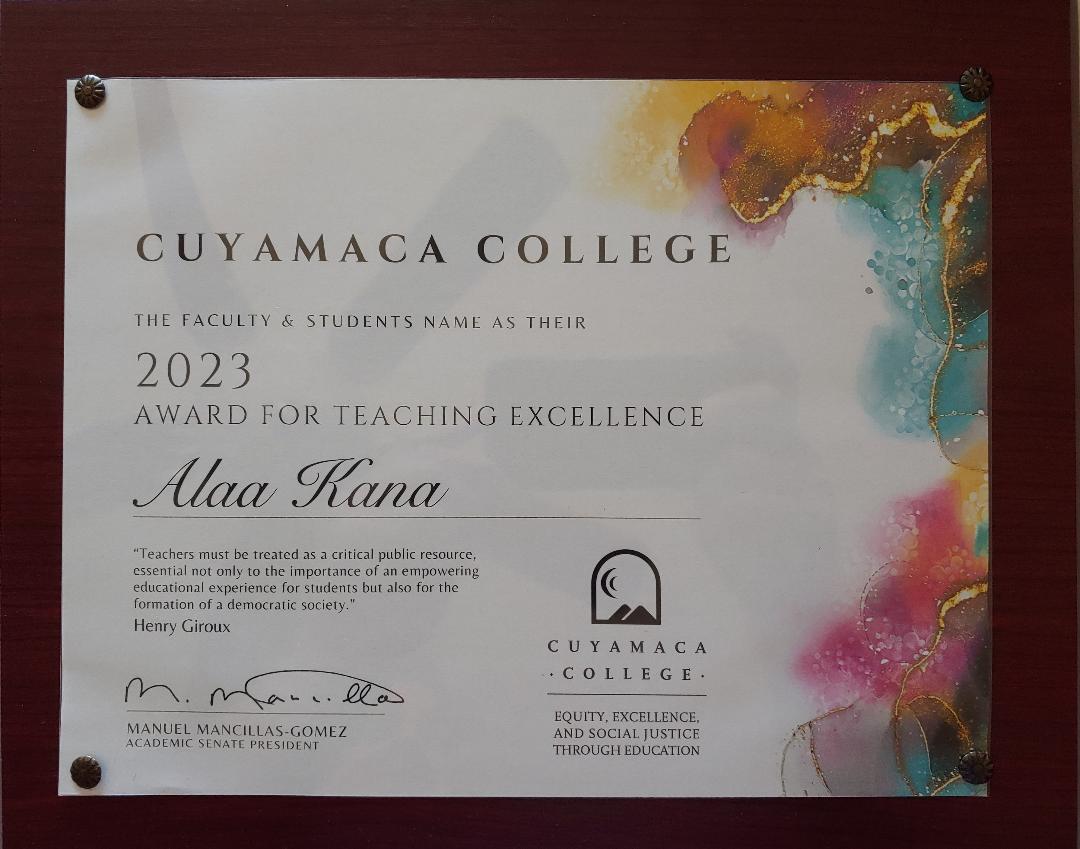 CUYAMACA COLLEGE
THE FACULTY & STUDENTS NAME AS THEIR
2023
AWARD FOR TEACHING EXCELLENCE
Alaa Kana
“Teachers must be treated as a critical public resource,
essential not only to the importance of an empowering
educational experience for students but also for the
formation of a democratic society.”
Henry Giroux
M. Mancillas
MANUEL MANCILLAS-GOMEZ
ACADEMIC SENATE PRESIDENT
CUYAMACA
·COLLEGE·
EQUITY, EXCELLENCE,
AND SOCIAL JUSTICE
THROUGH EDUCATION